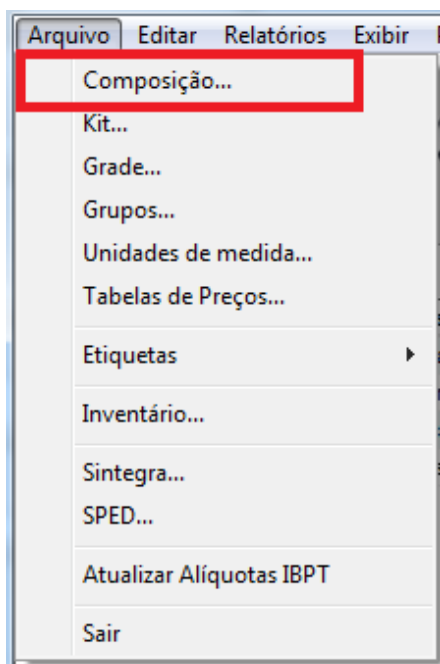 Arquivo Editar Relatórios Exibir
Composição...
Kit...
Grade...
Grupos...
Unidades de medida...
Tabelas de Preços...
Etiquetas
Inventário...
Sintegra...
SPED...
Atualizar Alíquotas IBPT
Sair